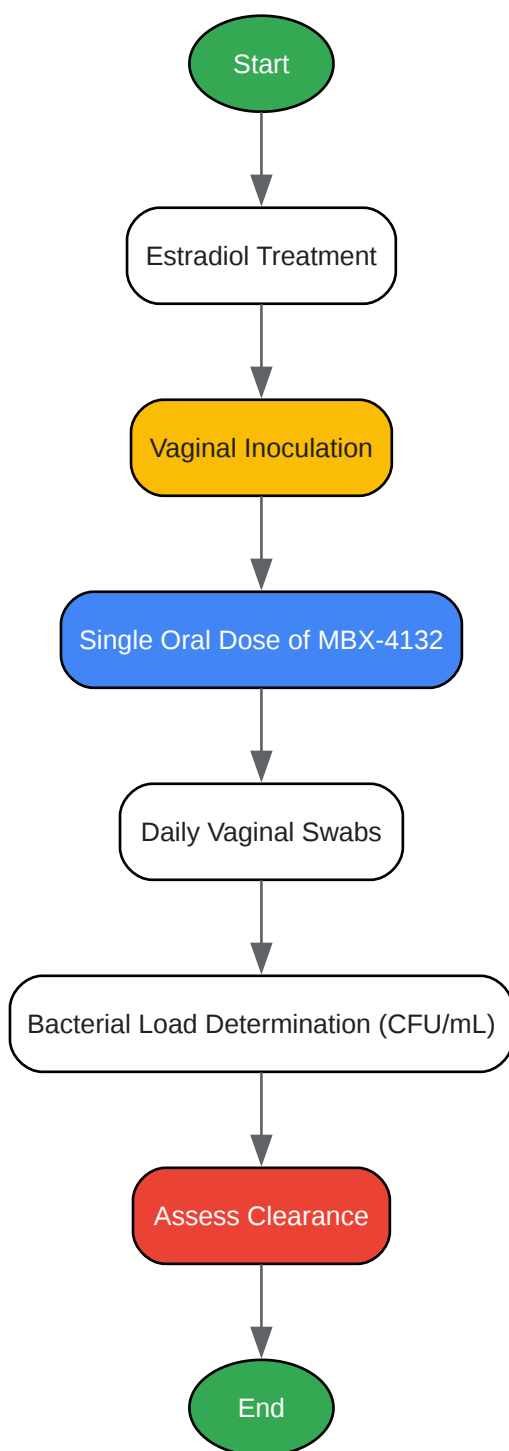 Start
Estradiol Treatment
Vaginal Inoculation
Single Oral Dose of MBX-4132
Daily Vaginal Swabs
Bacterial Load Determination (CFU/mL)
Assess Clearance
End